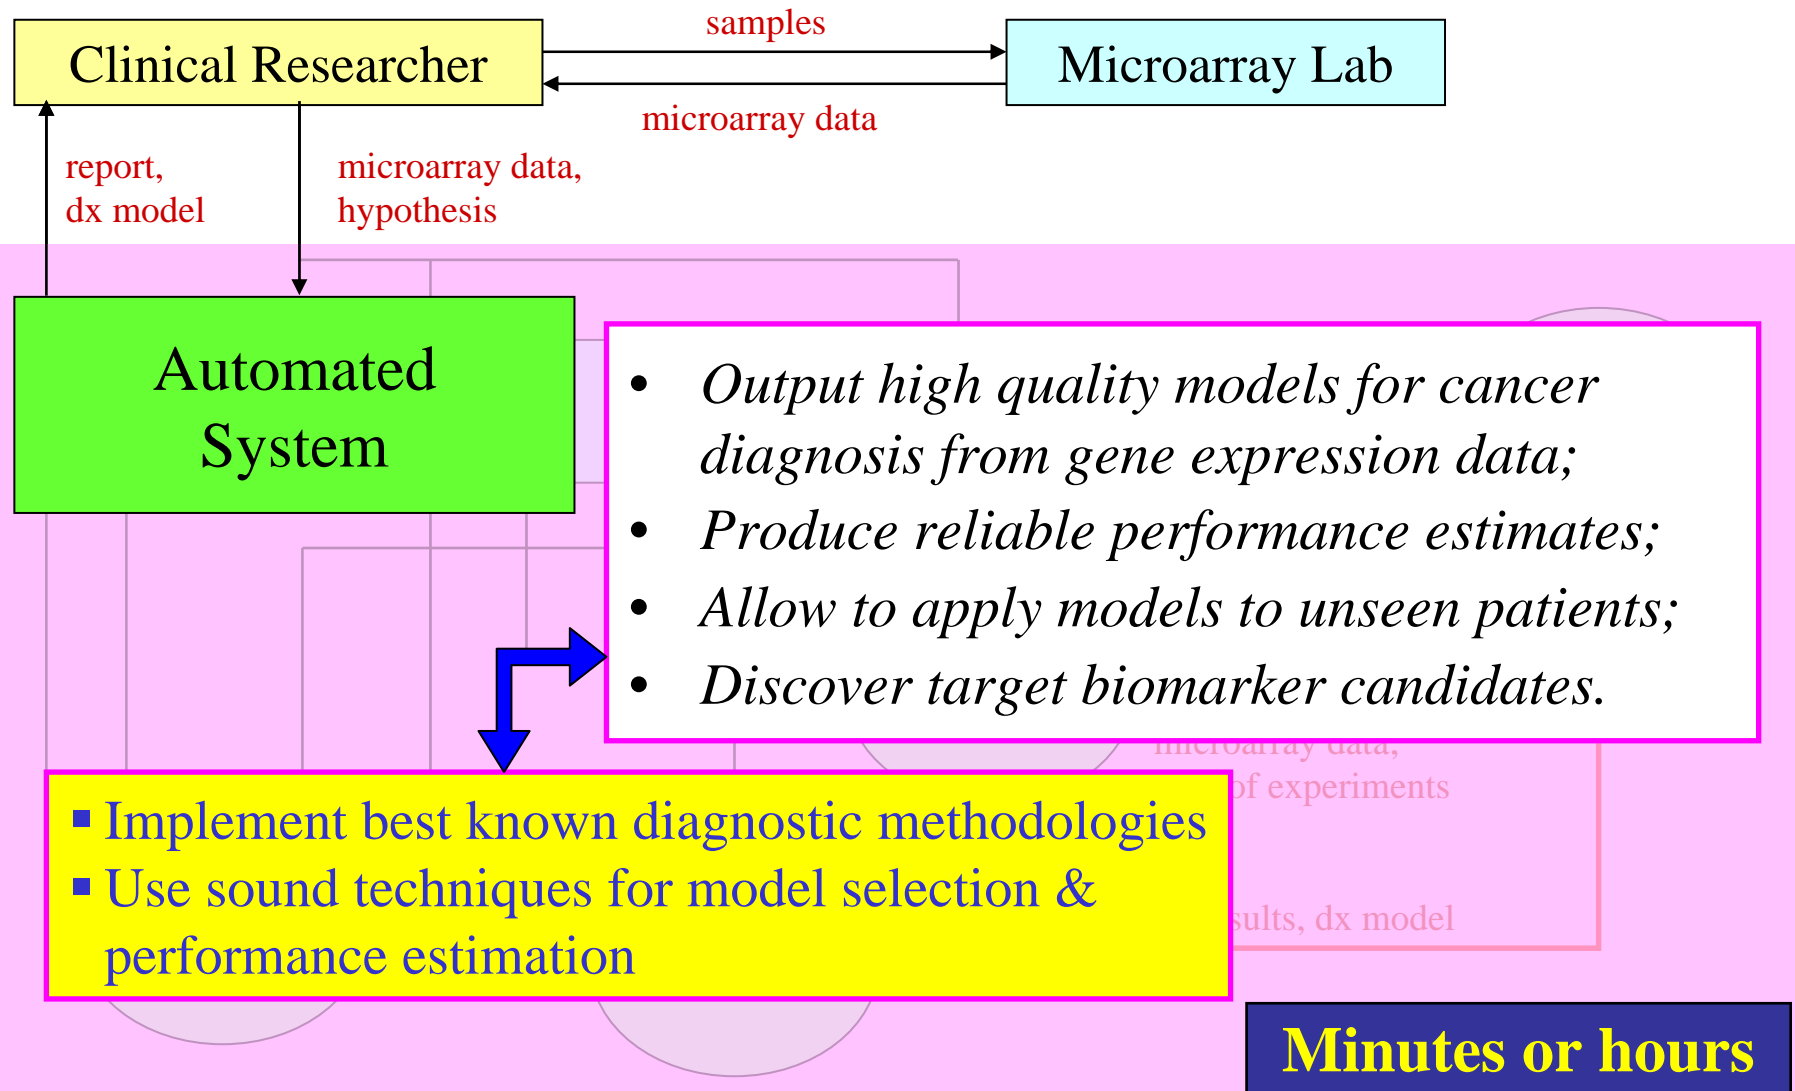 samples
Clinical Researcher
Microarray Lab
microarray data
report,
dx model
microarray data,
hypothesis
Automated
System
• Output high quality models for cancer
diagnosis from gene expression data;
• Produce reliable performance estimates;
• Allow to apply models to unseen patients;
• Discover target biomarker candidates.
microarray data,
of experiments
▪ Implement best known diagnostic methodologies
▪ Use sound techniques for model selection &
performance estimation
dx model
Minutes or hours